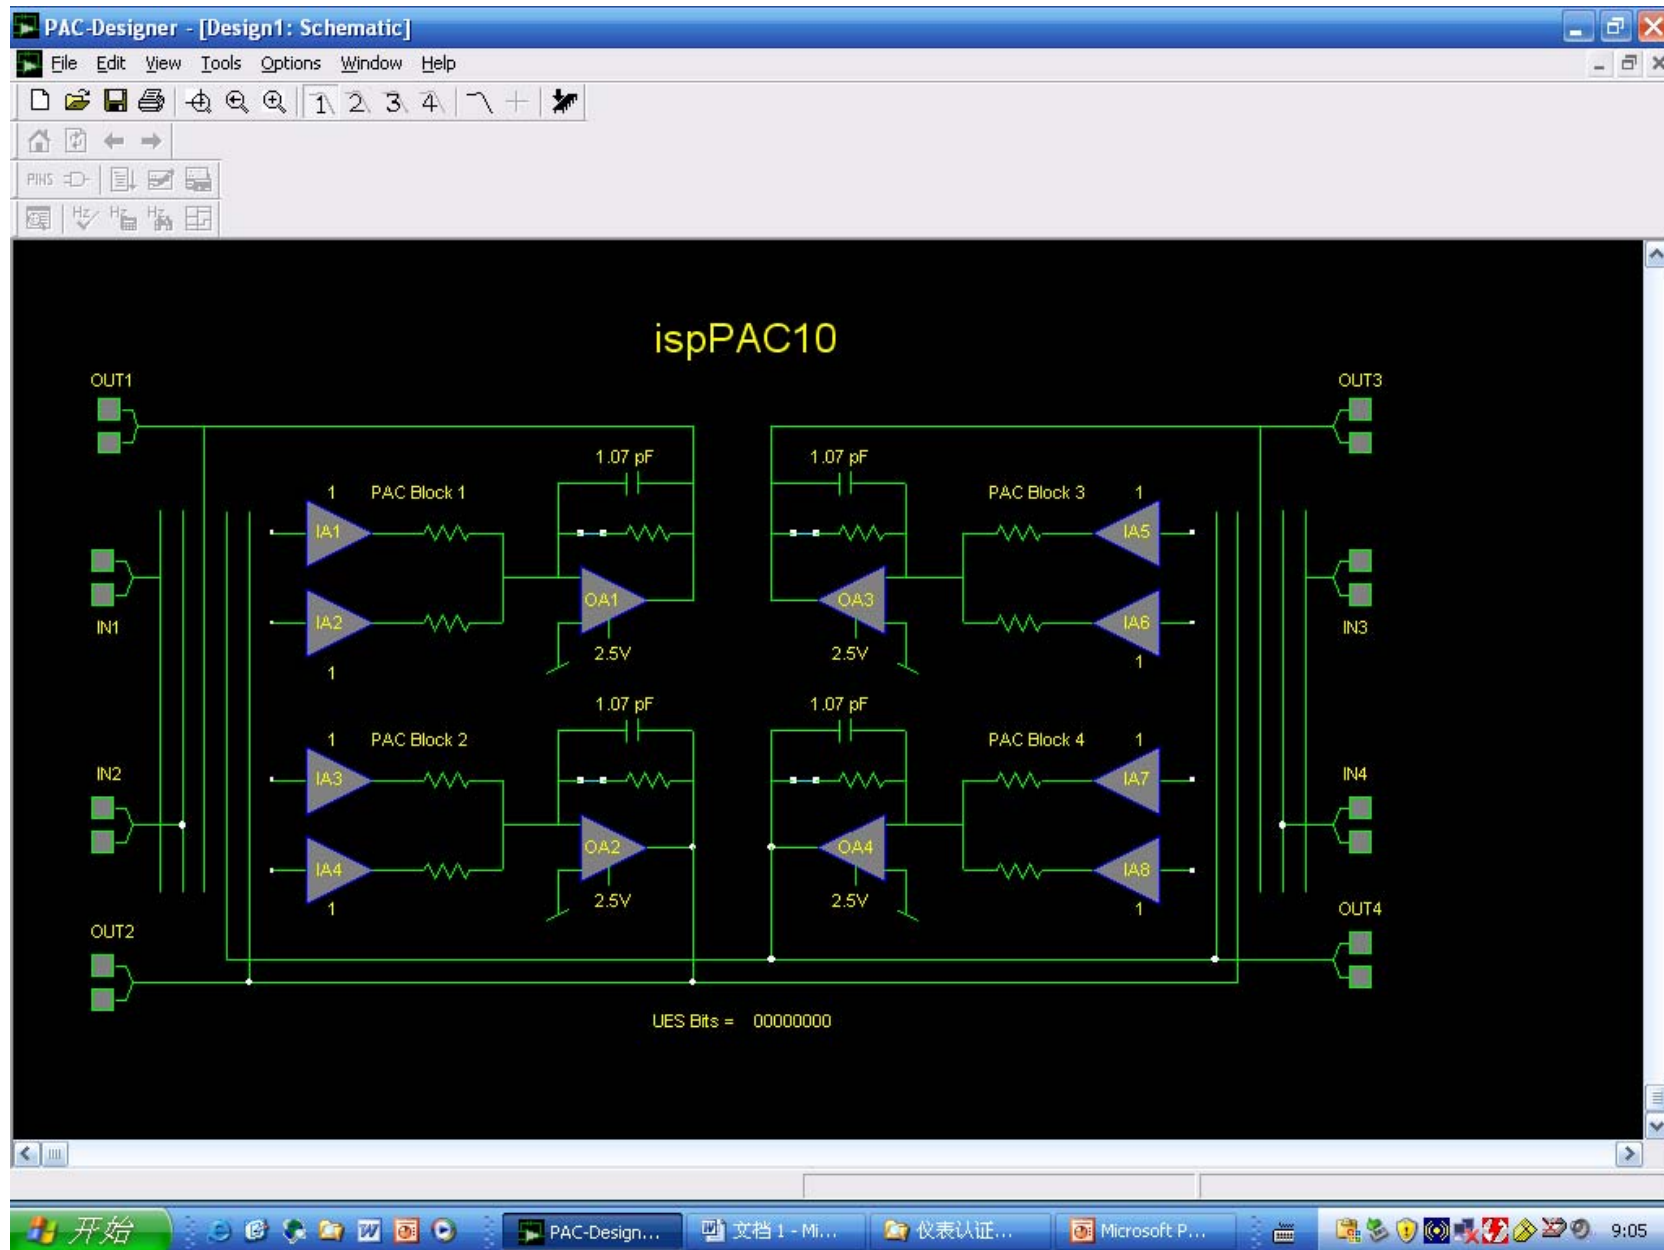 PAC-Designer - [Design1: Schematic]
File Edit View Tools Options Window Help
1 2 3 4
PINS
Hz Hz Hz
ispPAC10
OUT1 OUT3
1.07 pF 1.07 pF
1 PAC Block 1 PAC Block 3 1
IA1 IA5
OA1 OA3
IA2 IA6
IN1 IN3
2.5V 2.5V
1 1
1.07 pF 1.07 pF
1 PAC Block 2 PAC Block 4 1
IN2 IN4
IA3 IA7
OA2 OA4
IA4 IA8
2.5V 2.5V
1 1
OUT4
OUT2
UES Bits = 00000000
开始 PAC-Design... 文档 1 - Mi... 仪表认证... Microsoft P... 9:05